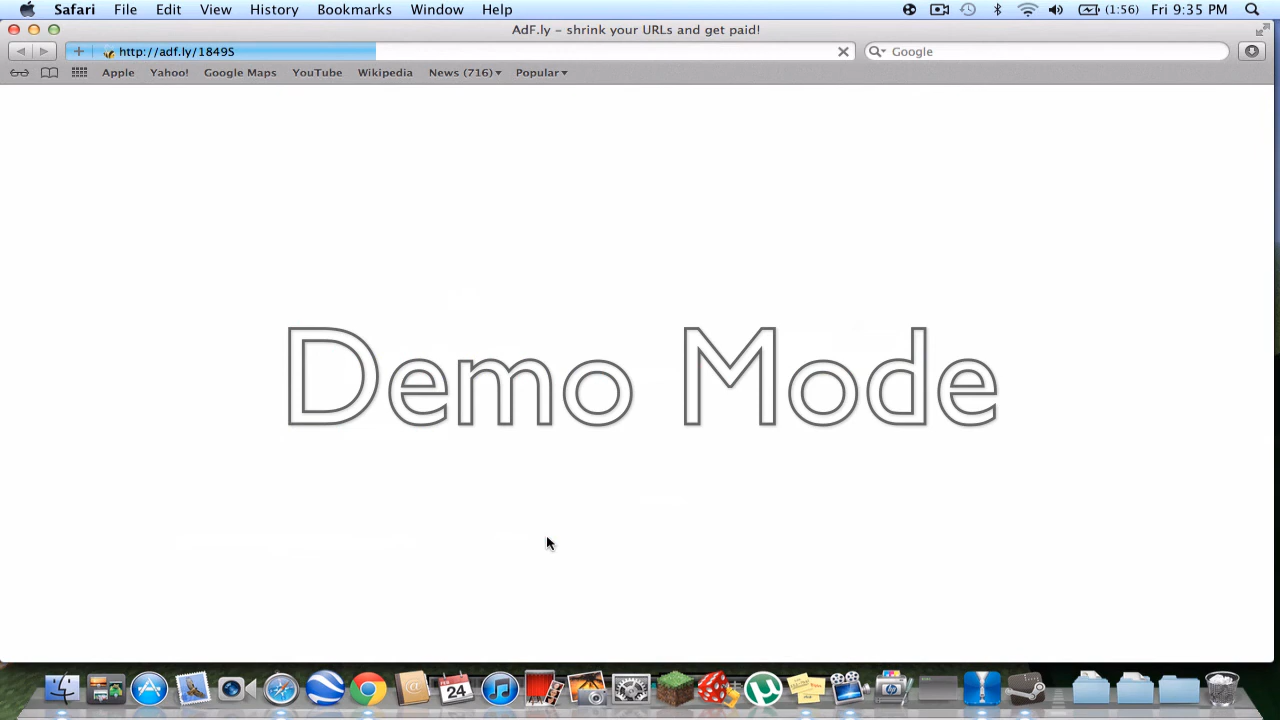 Safari File Edit View History Bookmarks Window Help (1:56) Fri 9:35 PM
AdF.ly – shrink your URLs and get paid!
http://adf.ly/1849S Google
Apple Yahoo! Google Maps YouTube Wikipedia News (716) Popular
Demo Mode
24